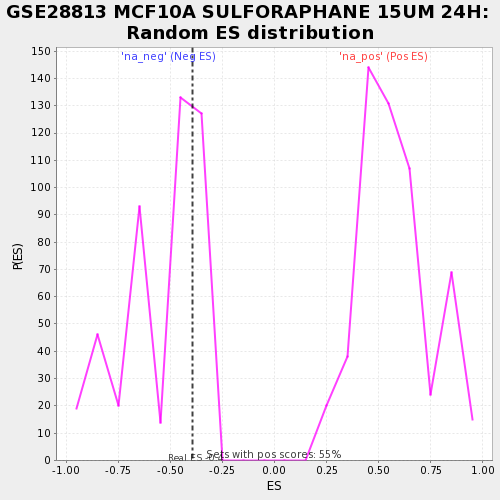 GSE28813 MCF10A SULFORAPHANE 15UM 24H:
Random ES distribution
'na_neg' (Neg ES)
'na_pos' (Pos ES)
150
140
130
120
110
100
90
80
70
60
50
40
30
20
10
0
P(ES)
Real ES
Sets with pos scores: 55%
-1.00 -0.75 -0.50 -0.25 0.00 0.25 0.50 0.75 1.00
ES